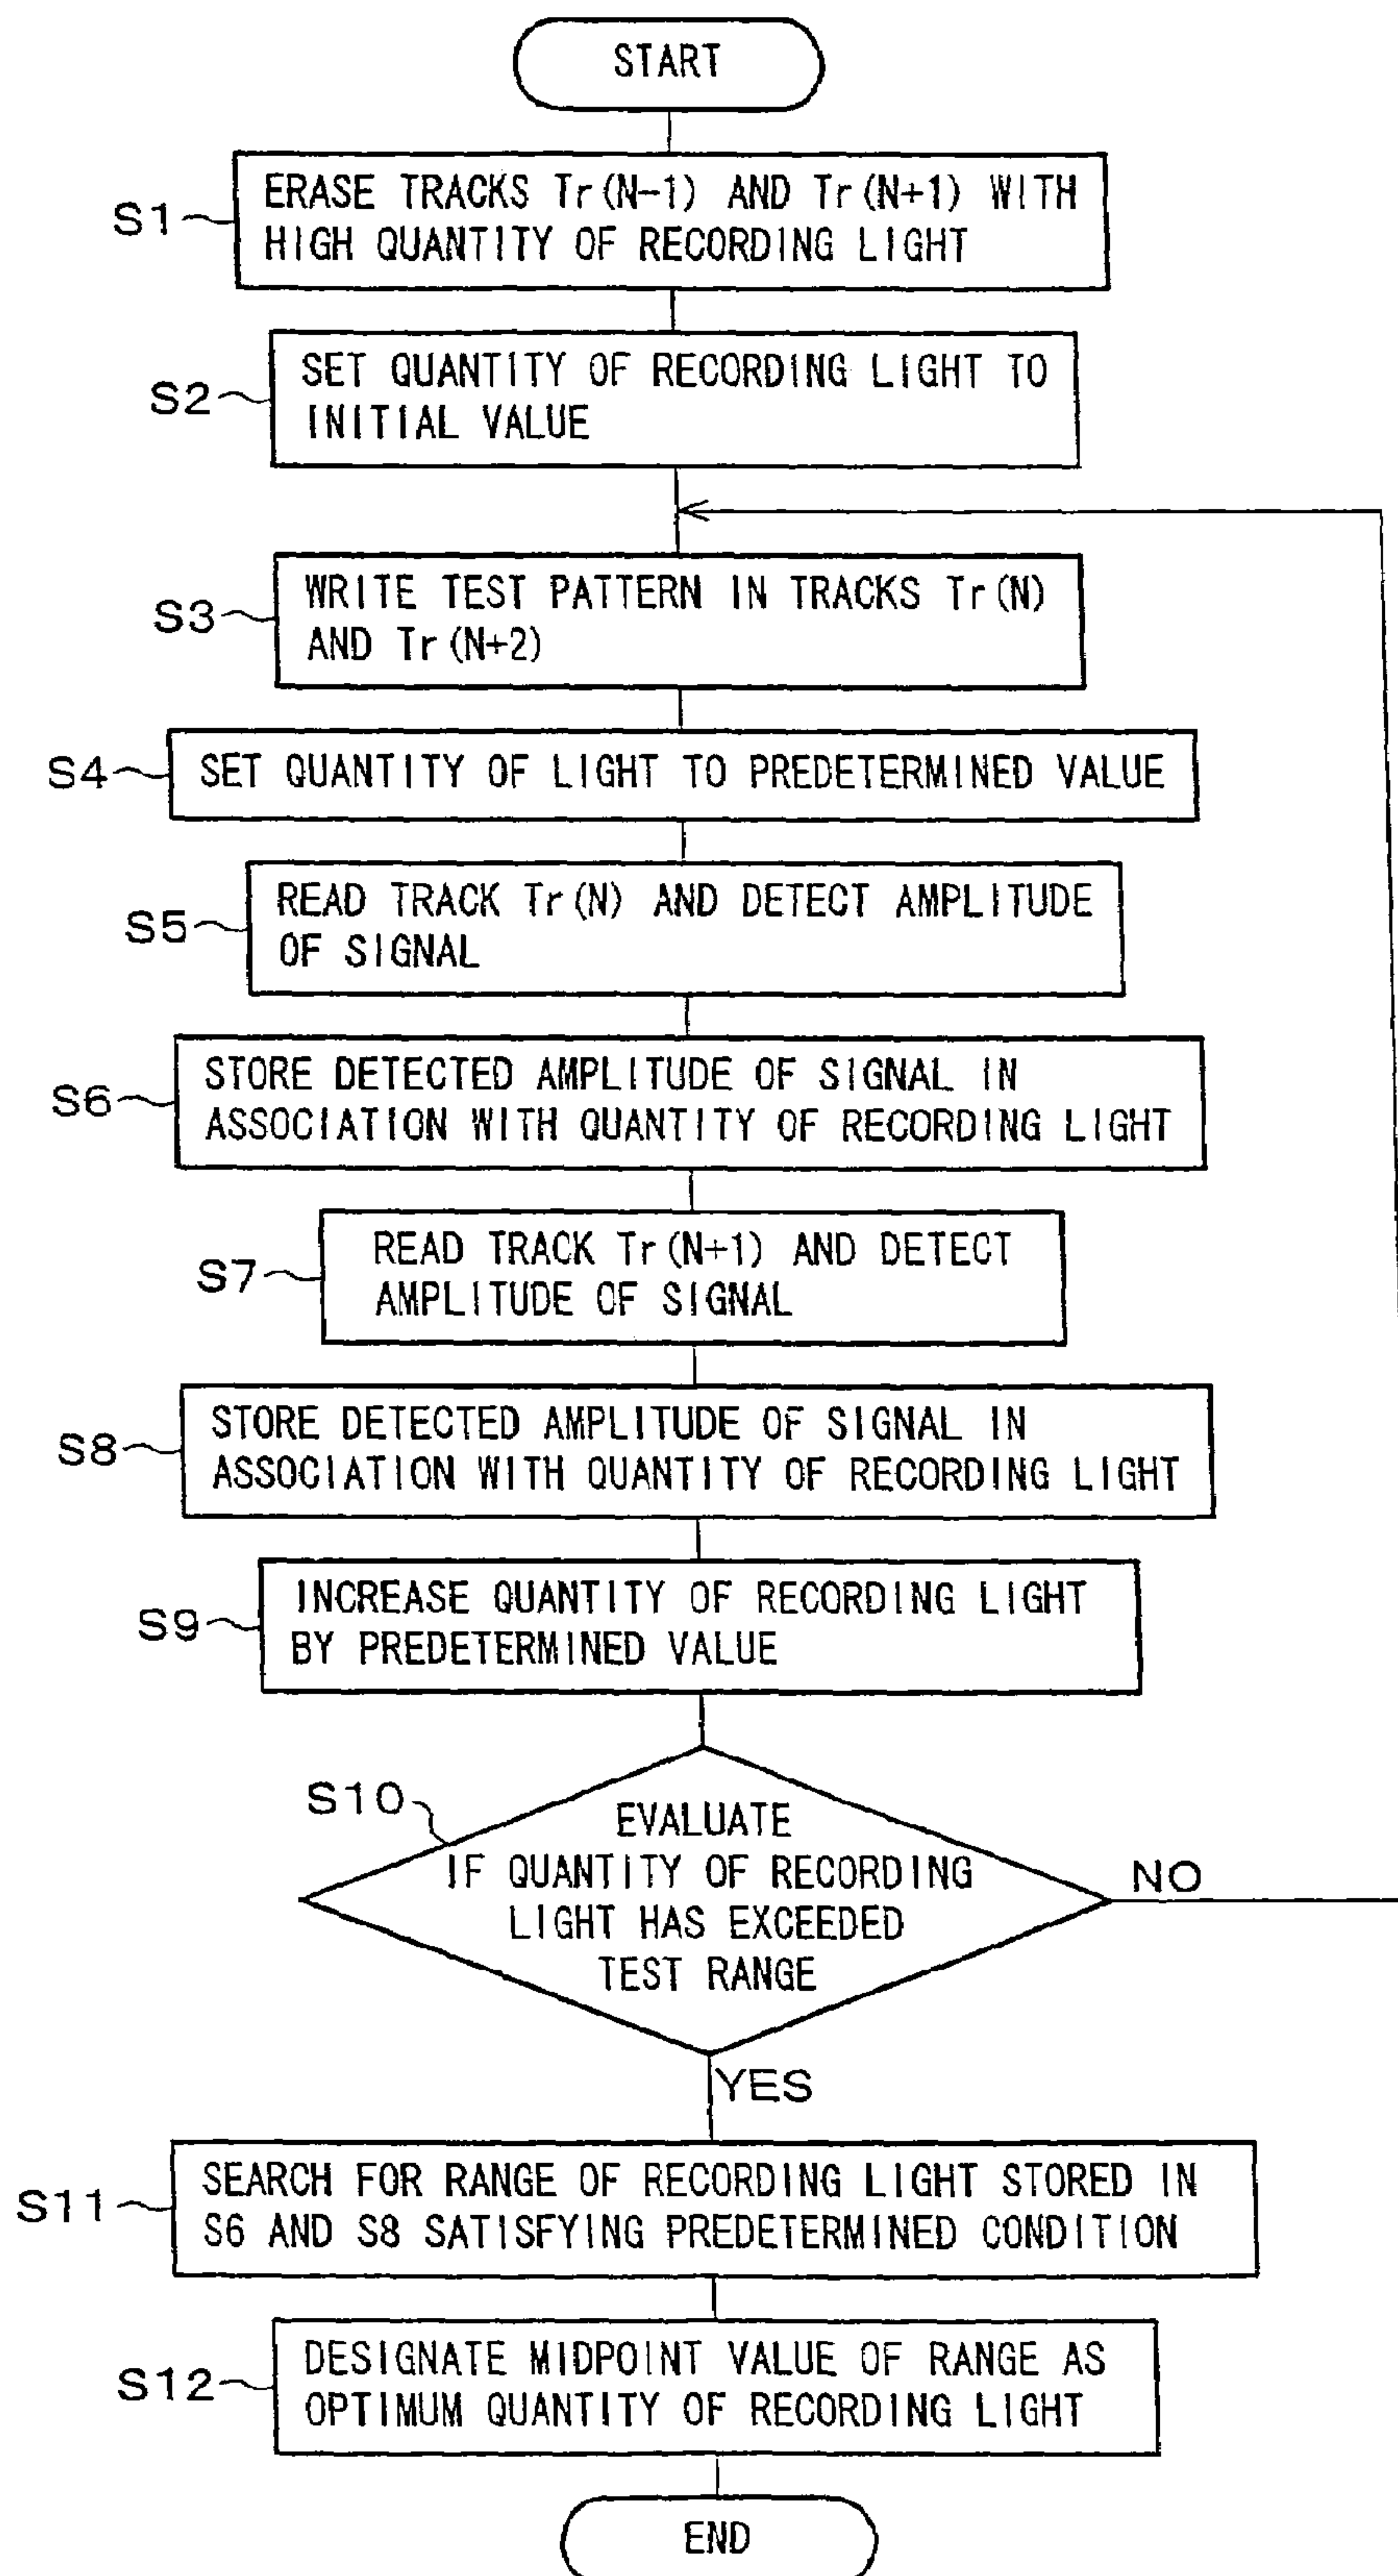 START
S1
ERASE TRACKS Tr(N-1) AND Tr(N+1) WITH
HIGH QUANTITY OF RECORDING LIGHT
S2
SET QUANTITY OF RECORDING LIGHT TO
INITIAL VALUE
S3
WRITE TEST PATTERN IN TRACKS Tr(N)
AND Tr(N+2)
S4
SET QUANTITY OF LIGHT TO PREDETERMINED VALUE
S5
READ TRACK Tr(N) AND DETECT AMPLITUDE
OF SIGNAL
S6
STORE DETECTED AMPLITUDE OF SIGNAL IN
ASSOCIATION WITH QUANTITY OF RECORDING LIGHT
S7
READ TRACK Tr(N+1) AND DETECT
AMPLITUDE OF SIGNAL
S8
STORE DETECTED AMPLITUDE OF SIGNAL IN
ASSOCIATION WITH QUANTITY OF RECORDING LIGHT
S9
INCREASE QUANTITY OF RECORDING LIGHT
BY PREDETERMINED VALUE
S10
EVALUATE
IF QUANTITY OF RECORDING
LIGHT HAS EXCEEDED
TEST RANGE
NO
YES
S11
SEARCH FOR RANGE OF RECORDING LIGHT STORED IN
S6 AND S8 SATISFYING PREDETERMINED CONDITION
S12
DESIGNATE MIDPOINT VALUE OF RANGE AS
OPTIMUM QUANTITY OF RECORDING LIGHT
END